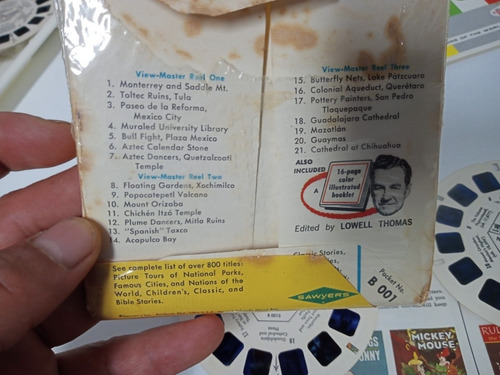 View-Master Reel One
1. Monterrey and Saddle Mt.
2. Toltec Ruins, Tula
3. Paseo de la Reforma,
Mexico City
4. Muraled University Library
5. Bull Fight, Plaza Mexico
6. Aztec Calendar Stone
7. Aztec Dancers, Quetzalcoatl
Temple
View-Master Reel Two
8. Floating Gardens, Xochimilco
9. Popocatepetl Volcano
10. Mount Orizaba
11. Chichén Itzá Temple
12. Plume Dancers, Mitla Ruins
13. "Spanish" Taxco
14. Acapulco Bay
View-Master Reel Three
15. Butterfly Nets, Lake Pátzcuaro
16. Colonial Aqueduct, Querétaro
17. Pottery Painters, San Pedro
Tlaquepaque
18. Guadalajara Cathedral
19. Mazatlán
20. Guaymas
21. Cathedral at Chihuahua
ALSO
INCLUDED
A
16-page
color
illustrated
booklet
Edited by LOWELL THOMAS
See complete list of over 800 titles:
Picture Tours of National Parks,
Famous Cities, and Nations of the
World, Children's, Classic, and
Bible Stories.
Classic Stories,
SAWYERS
Packet No.
B 001
MICKEY
MOUSE